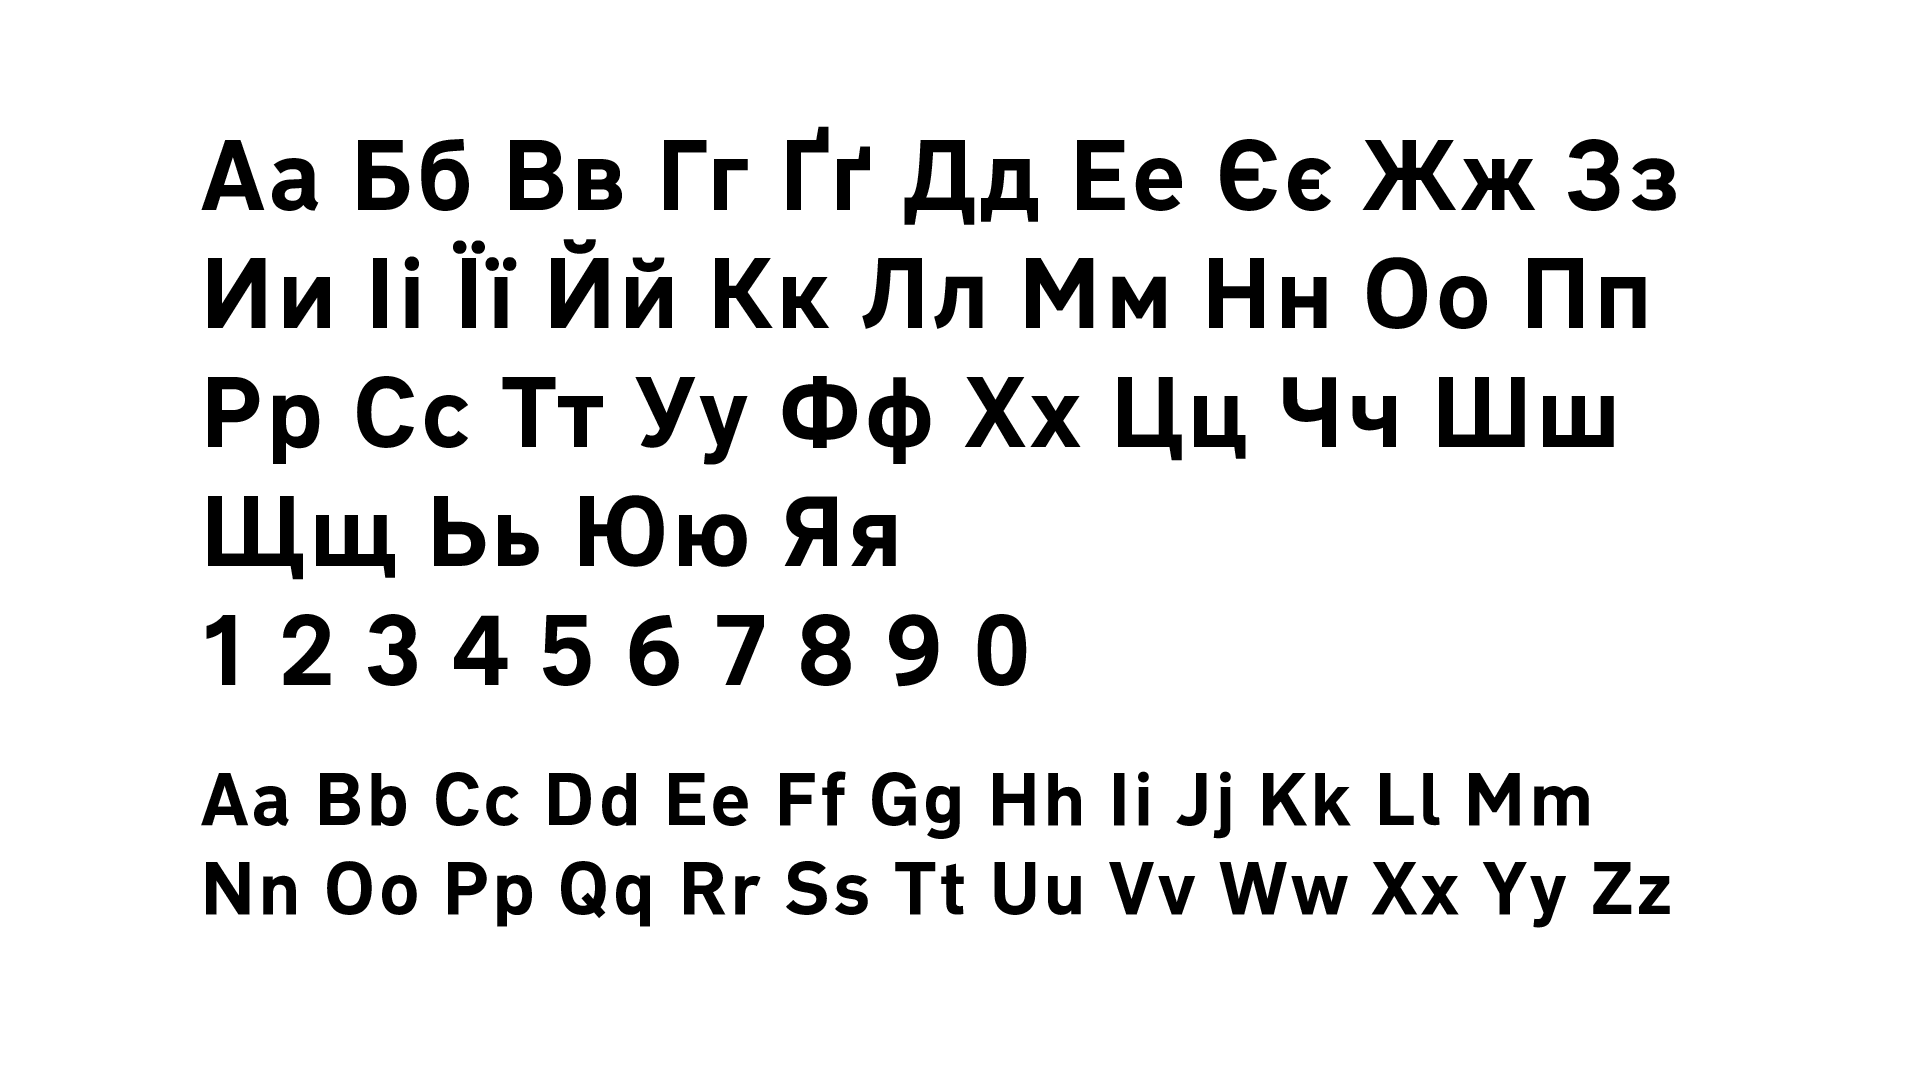 Аа Бб Вв Гг Ґґ Дд Ее Єє Жж Зз
Ии Іі Її Йй Кк Лл Мм Нн Оо Пп
Рр Сс Тт Уу Фф Хх Цц Чч Шш
Щщ Ьь Юю Яя
1 2 3 4 5 6 7 8 9 0
Aa Bb Cc Dd Ee Ff Gg Hh Ii Jj Kk Ll Mm
Nn Oo Pp Qq Rr Ss Tt Uu Vv Ww Xx Yy Zz